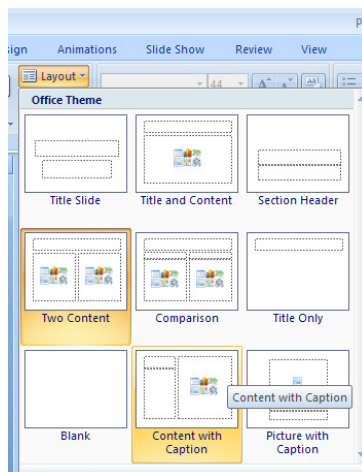 p
sign Animations Slide Show Review View
Layout 44 A A Aa
Office Theme
Title Slide Title and Content Section Header
Two Content Comparison Title Only
Content with Caption
Blank Content with Picture with
Caption Caption